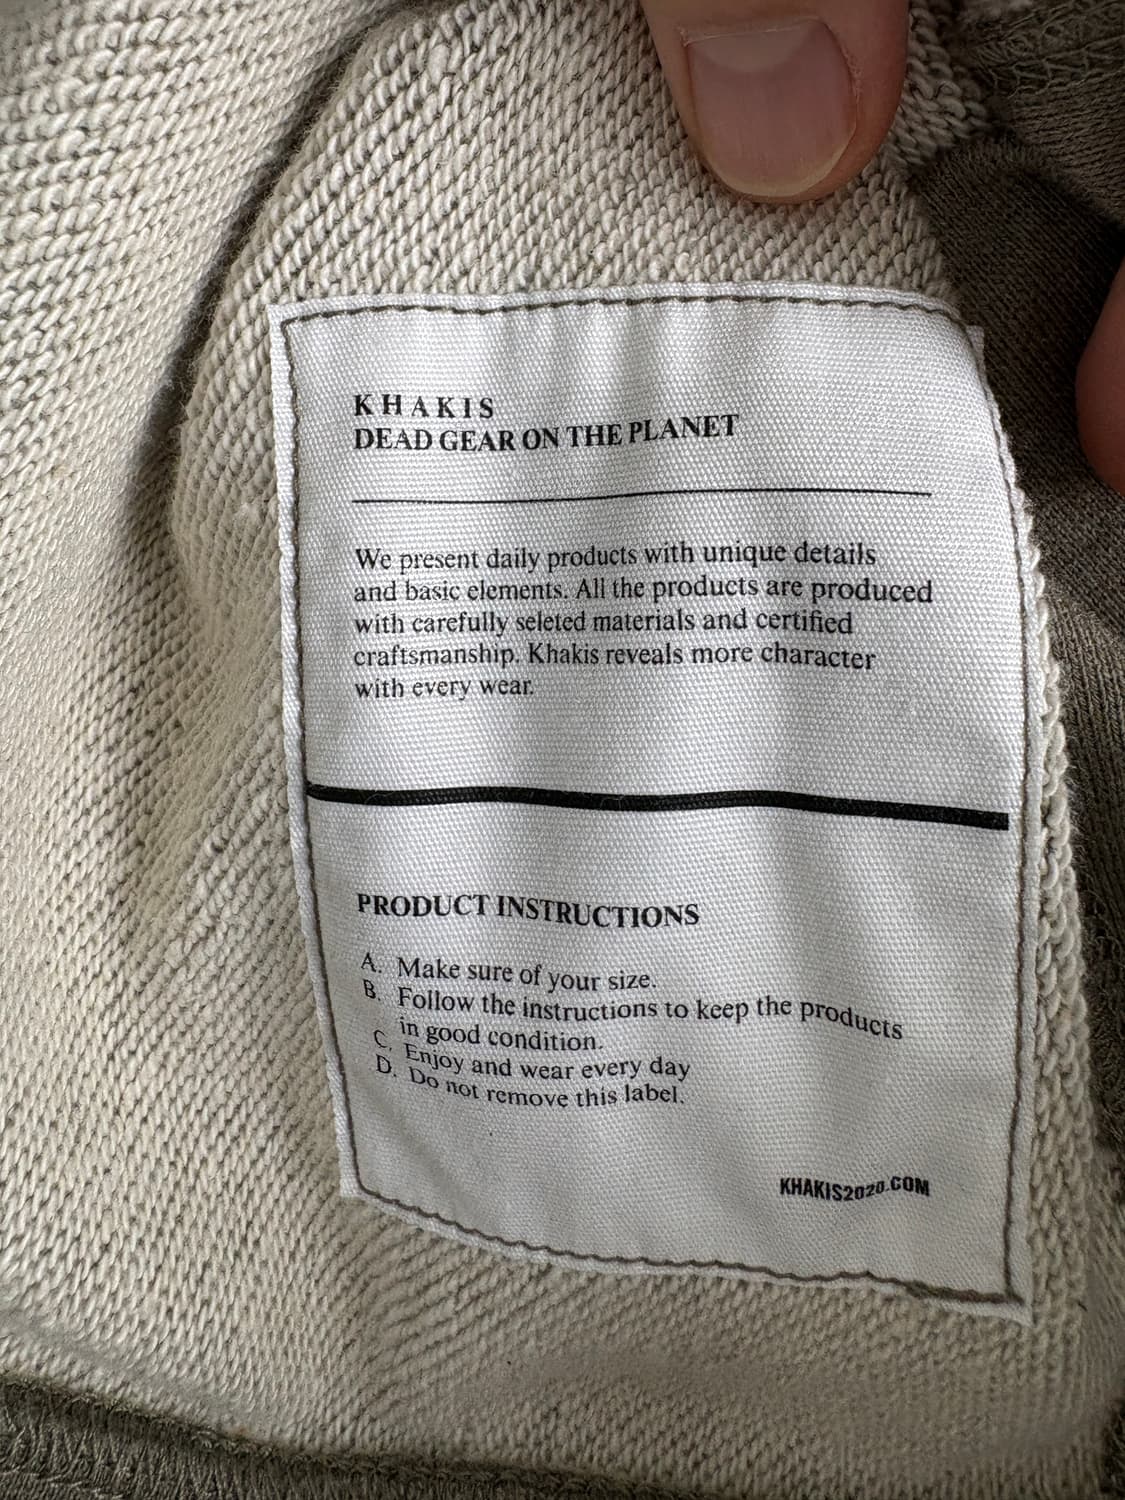 KHAKIS
DEAD GEAR ON THE PLANET
We present daily products with unique details
and basic elements. All the products are produced
with carefully seleted materials and certified
craftsmanship. Khakis reveals more character
with every wear.
PRODUCT INSTRUCTIONS
A. Make sure of your size.
B. Follow the instructions to keep the products
in good condition.
C. Enjoy and wear every day
D. Do not remove this label.
KHAKIS2020.COM